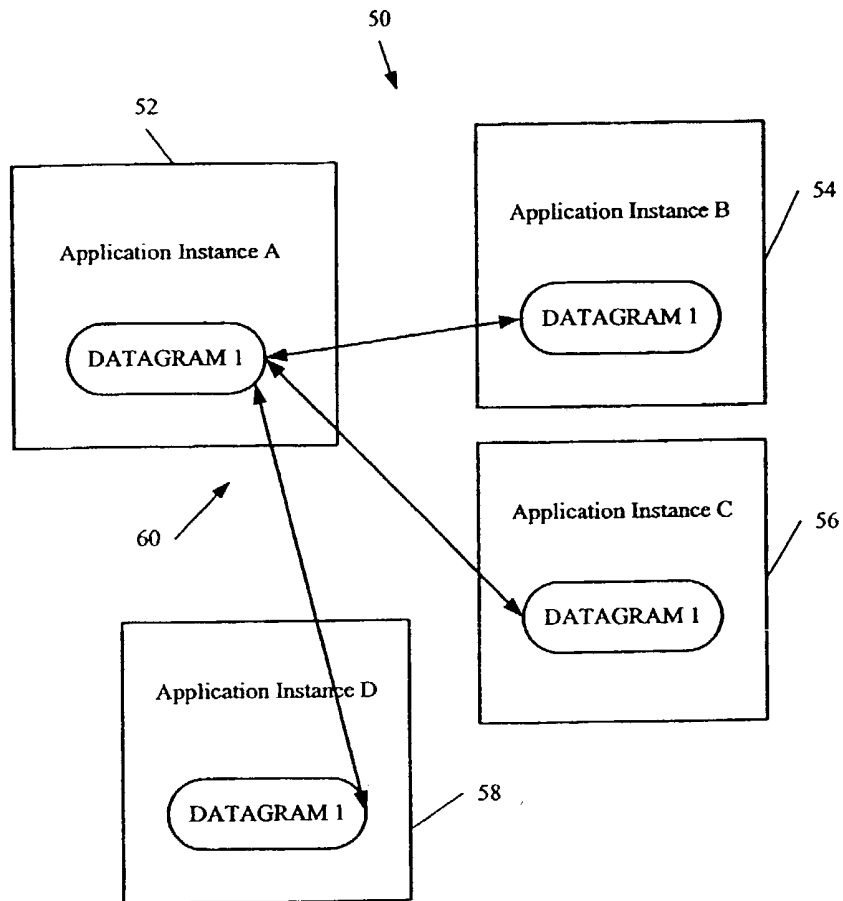 50
52
Application Instance A
DATAGRAM 1
54
Application Instance B
DATAGRAM 1
56
Application Instance C
DATAGRAM 1
60
Application Instance D
DATAGRAM 1
58